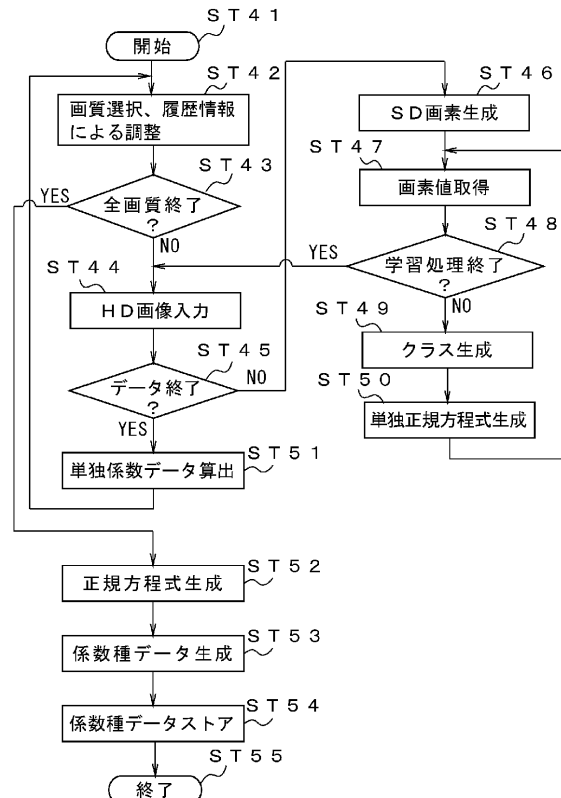 ＳＴ４１
開始
ＳＴ４２
画質選択、履歴情報
による調整
ＳＴ４３
YES
全画質終了
？
NO
ＳＴ４４
ＨＤ画像入力
ＳＴ４５
データ終了
？
NO
YES
ＳＴ５１
単独係数データ算出
ＳＴ４６
ＳＤ画素生成
ＳＴ４７
画素値取得
ＳＴ４８
YES
学習処理終了
？
NO
ＳＴ４９
クラス生成
ＳＴ５０
単独正規方程式生成
ＳＴ５２
正規方程式生成
ＳＴ５３
係数種データ生成
ＳＴ５４
係数種データストア
ＳＴ５５
終了